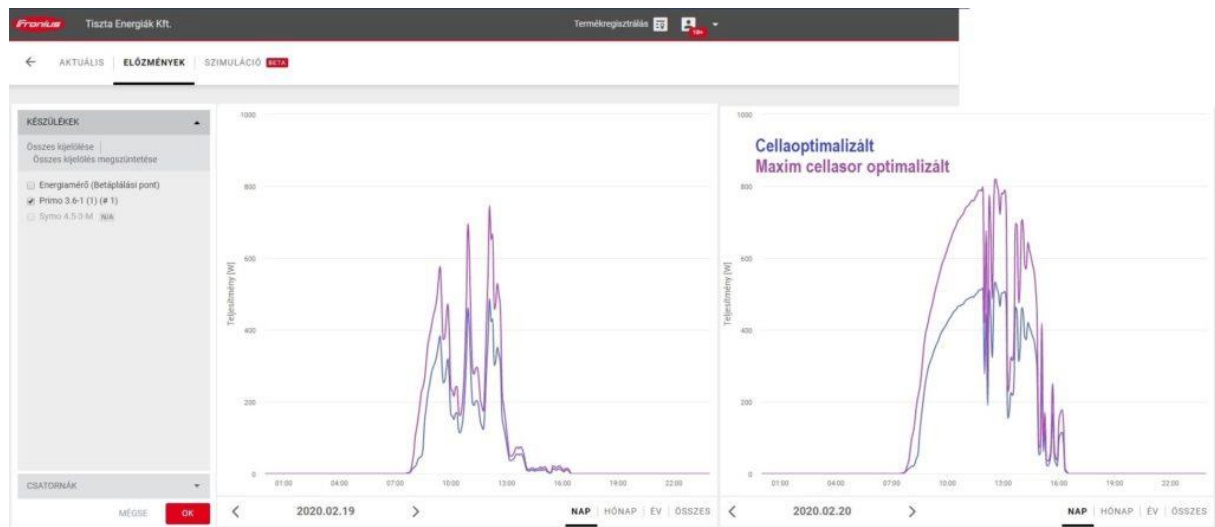 Fronius
Tiszta Energiák Kft.
Termékregisztrálás
10+
AKTUÁLIS
ELŐZMÉNYEK
SZIMULÁCIÓ BETA
KÉSZÜLÉKEK
Összes kijelölése
Összes kijelölés megszüntetése
Energiamérő (Betáplálási pont)
Primo 3.6-1 (1) (# 1)
Symo 4.5-3-M N/A
CSATORNÁK
MÉGSE
OK
1000
800
600
400
200
0
Teljesítmény [W]
01:00 04:00 07:00 10:00 13:00 16:00 19:00 22:00
2020.02.19
NAP HÓNAP ÉV ÖSSZES
1000
800
600
400
200
0
Teljesítmény [W]
Cellaoptimalizált
Maxim cellasor optimalizált
01:00 04:00 07:00 10:00 13:00 16:00 19:00 22:00
2020.02.20
NAP HÓNAP ÉV ÖSSZES